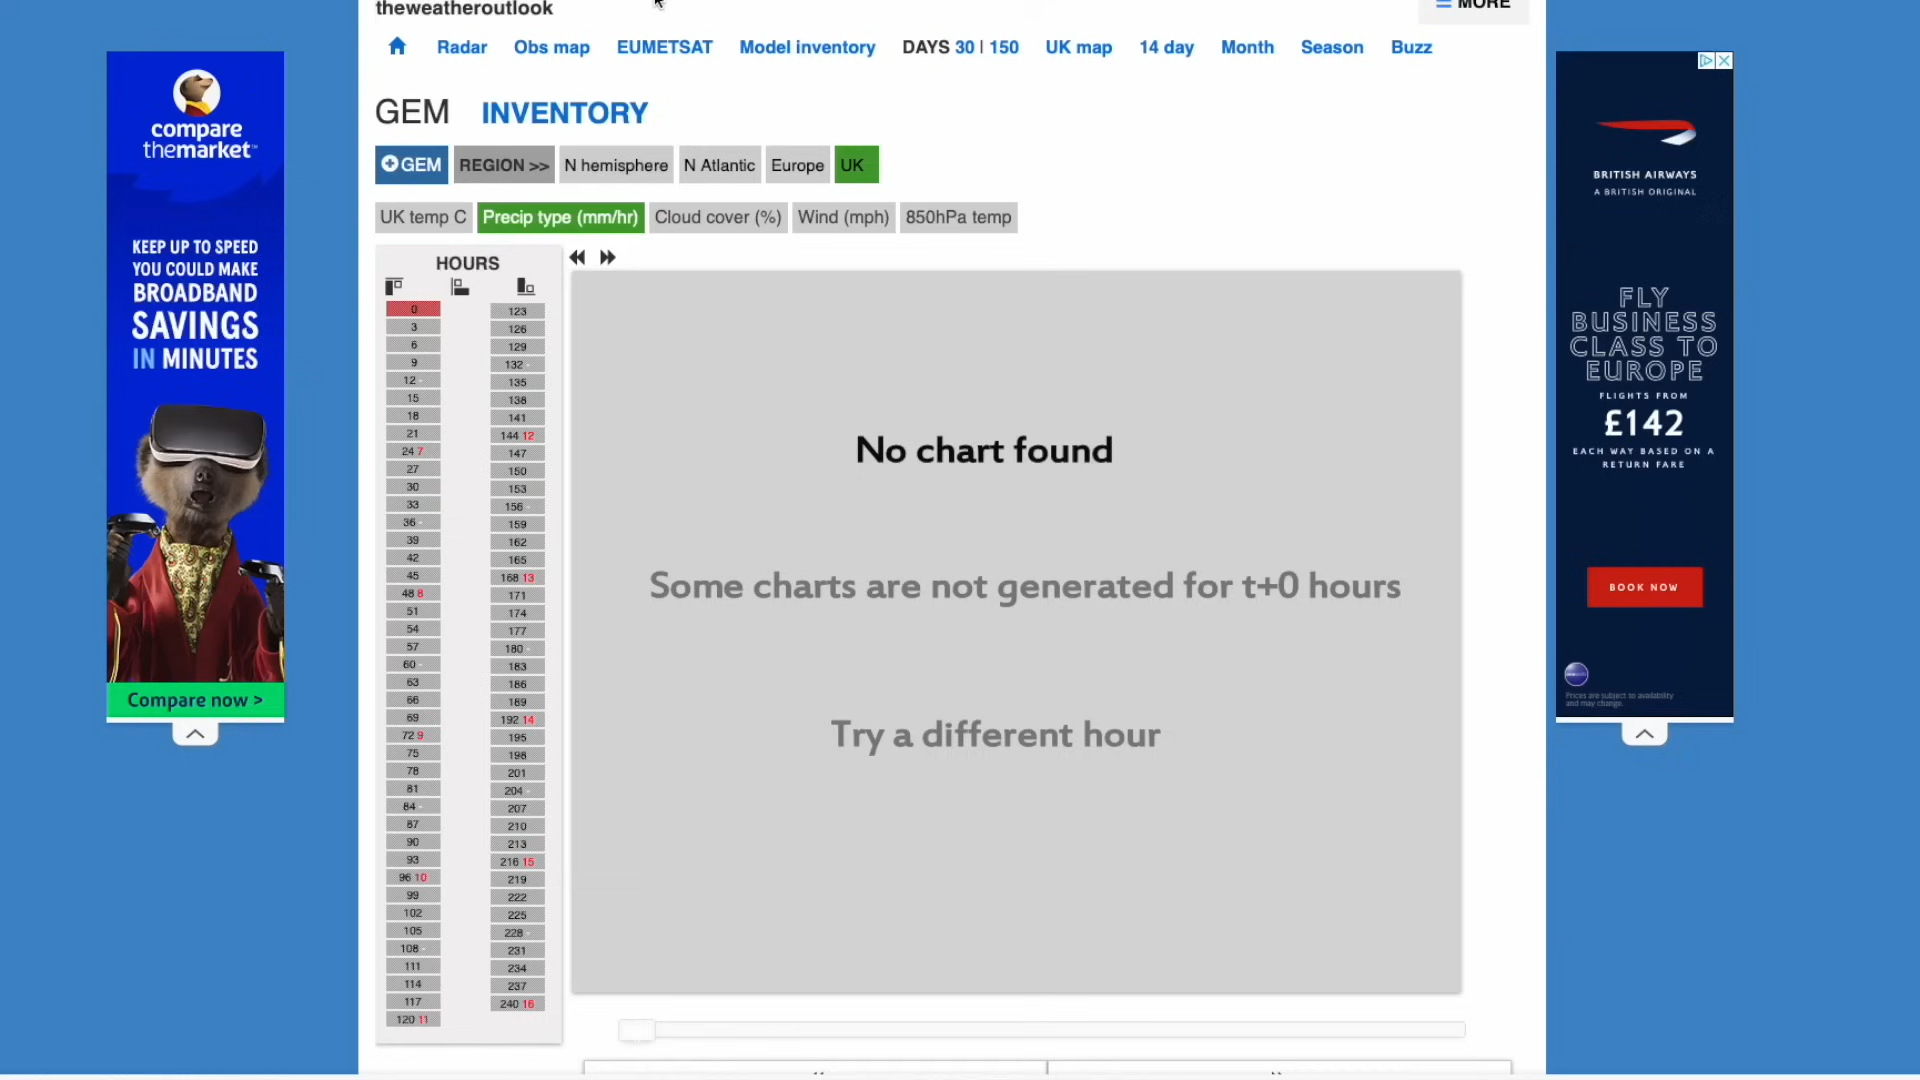 theweatheroutlook
MORE
Radar Obs map EUMETSAT Model inventory DAYS 30 | 150 UK map 14 day Month Season Buzz
GEM INVENTORY
GEM REGION >> N hemisphere N Atlantic Europe UK
UK temp C Precip type (mm/hr) Cloud cover (%) Wind (mph) 850hPa temp
HOURS
0
3
6
9
12 -
15
18
21
24 7
27
30
33
36 -
39
42
45
48 8
51
54
57
60 -
63
66
69
72 9
75
78
81
84 -
87
90
93
96 10
99
102
105
108 -
111
114
117
120 11
123
126
129
132 -
135
138
141
144 12
147
150
153
156 -
159
162
165
168 13
171
174
177
180 -
183
186
189
192 14
195
198
201
204 -
207
210
213
216 15
219
222
225
228 -
231
234
237
240 16
No chart found
Some charts are not generated for t+0 hours
Try a different hour
compare
themarket
KEEP UP TO SPEED
YOU COULD MAKE
BROADBAND
SAVINGS
IN MINUTES
Compare now >
BRITISH AIRWAYS
A BRITISH ORIGINAL
FLY
BUSINESS
CLASS TO
EUROPE
FLIGHTS FROM
£142
EACH WAY BASED ON A
RETURN FARE
BOOK NOW
Prices are subject to availability
and may change.